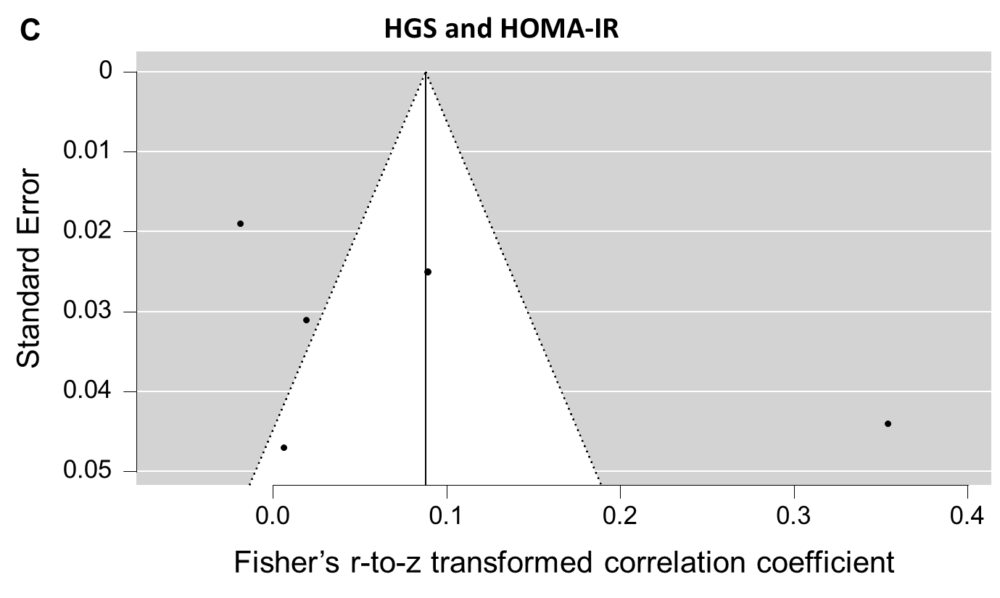 C
HGS and HOMA-IR
0
0.01
0.02
0.03
0.04
0.05
Standard Error
0.0 0.1 0.2 0.3 0.4
Fisher’s r-to-z transformed correlation coefficient